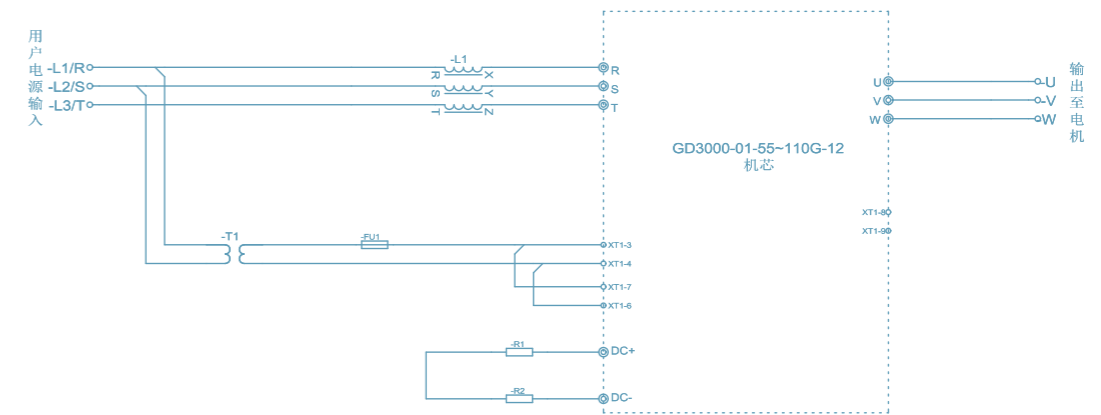 用户电源输入
-L1/R
-L2/S
-L3/T
-L1
R X
S Y
T Z
R
S
T
GD3000-01-55~110G-12
机芯
U
V
W
-U
-V
-W
输出至电机
XT1-8
XT1-9
-T1
-FU1
XT1-3
XT1-4
XT1-7
XT1-6
-R1
DC+
-R2
DC-